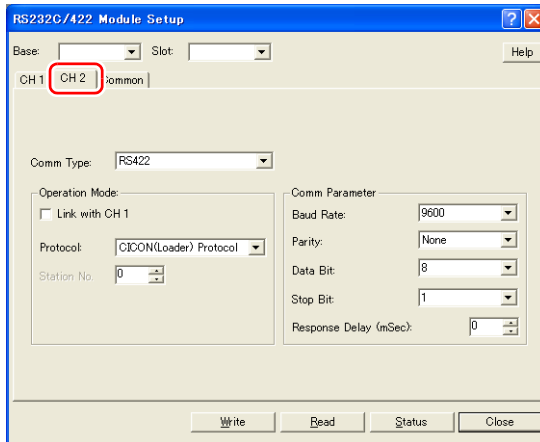 RS232C/422 Module Setup
Base: Slot: Help
CH 1 CH 2 Common
Comm Type: RS422
Operation Mode: Comm Parameter
Link with CH 1 Baud Rate: 9600
Protocol: CICON(Loader) Protocol Parity: None
Station No. 0 Data Bit: 8
Stop Bit: 1
Response Delay (mSec): 0
Write Read Status Close